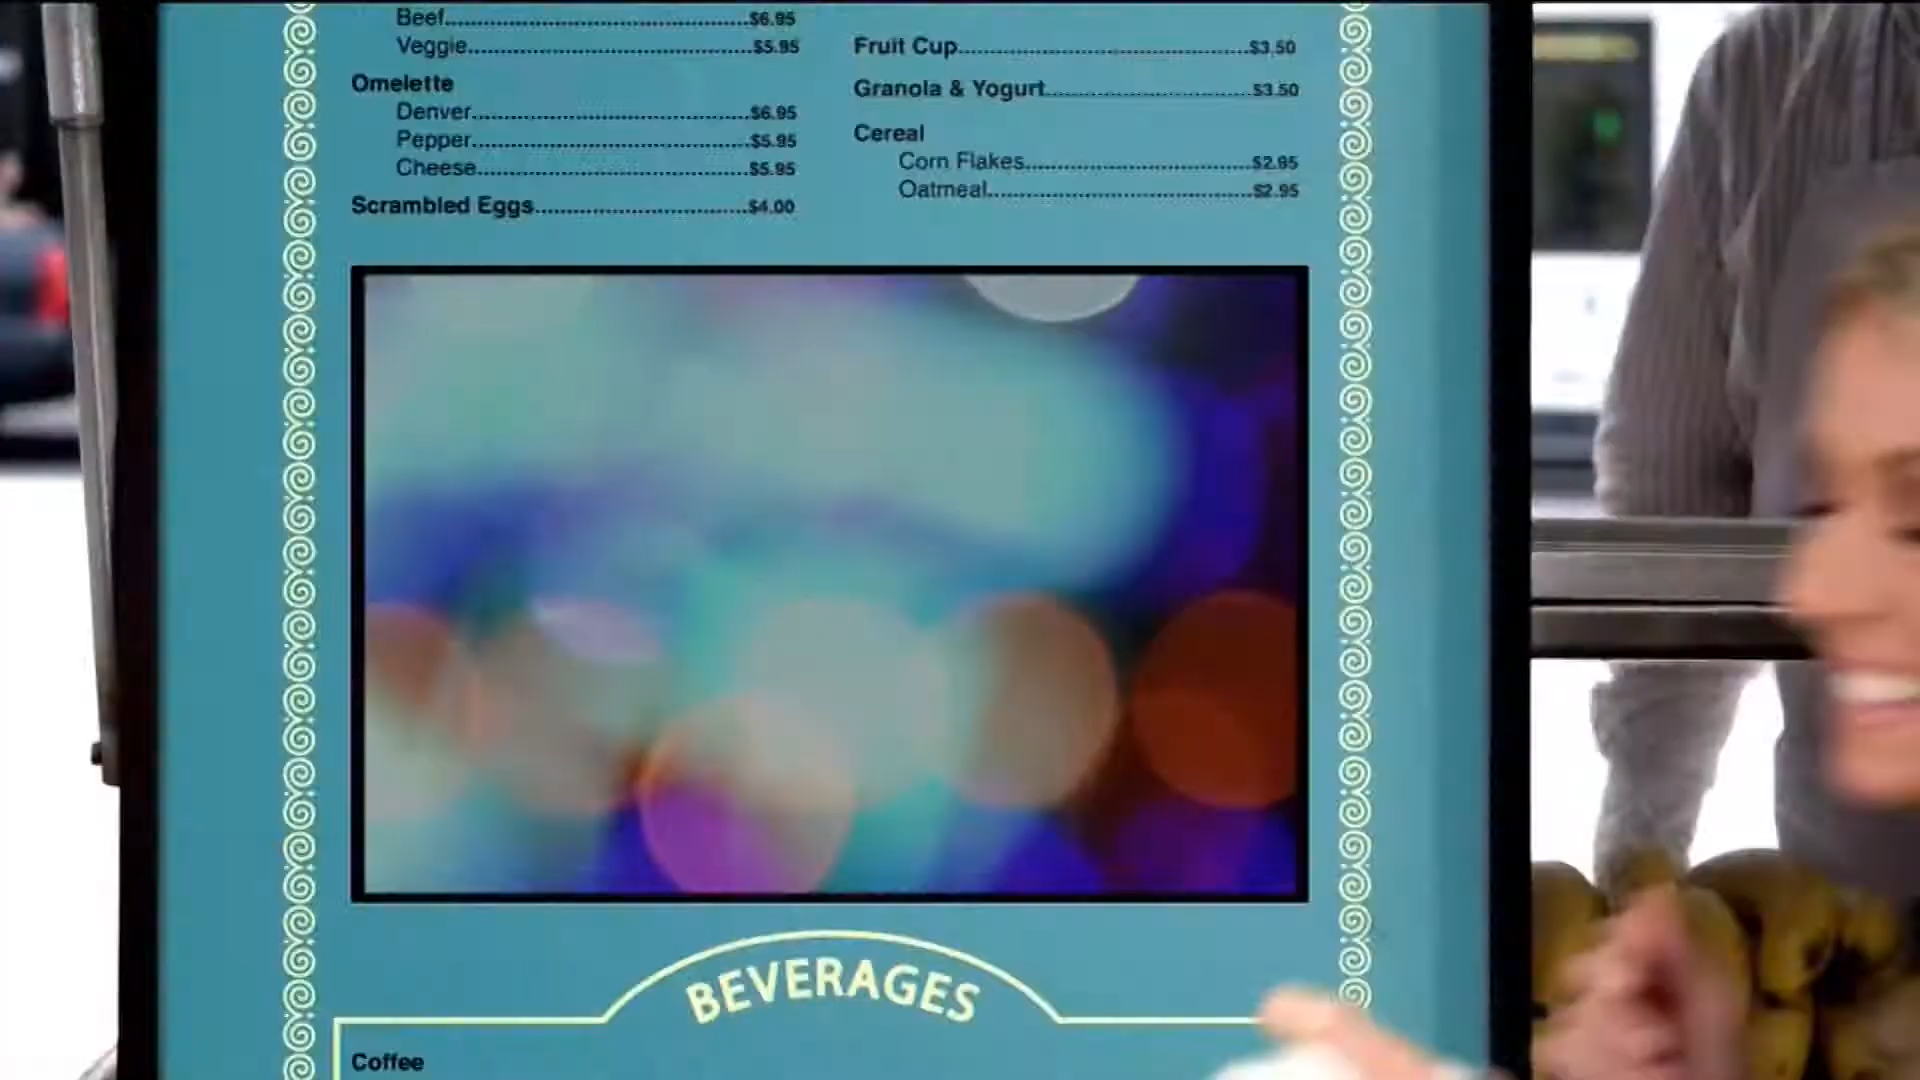 Beef....................$6.95
Veggie....................$5.95
Omelette
Denver....................$6.95
Pepper....................$5.95
Cheese....................$5.95
Scrambled Eggs....................$4.00
Fruit Cup....................$3.50
Granola & Yogurt....................$3.50
Cereal
Corn Flakes....................$2.95
Oatmeal....................$2.95
BEVERAGES
Coffee